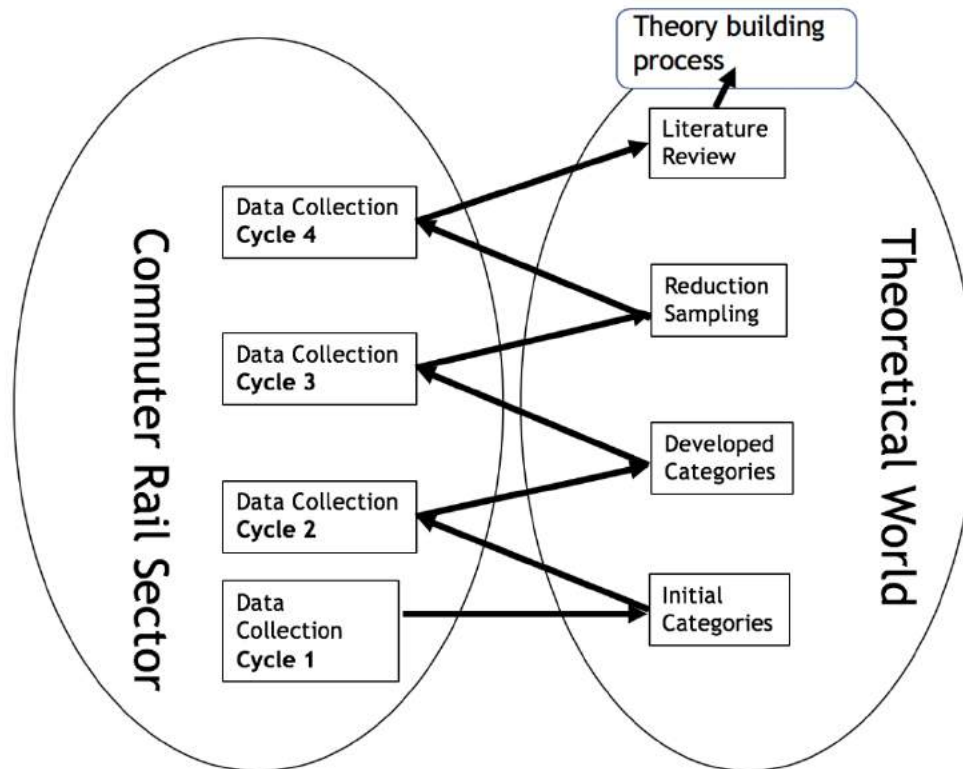 Theory building
process
Literature
Review
Data Collection
Cycle 4
Reduction
Sampling
Data Collection
Cycle 3
Developed
Categories
Data Collection
Cycle 2
Initial
Categories
Data
Collection
Cycle 1
Commuter Rail Sector
Theoretical World